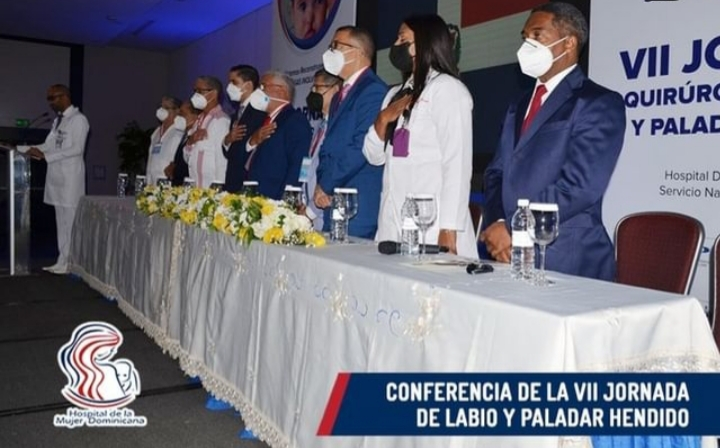 VII JO
QUIRÚRG
Y PALAD
Hospital D
Servicio Na
Hospital de la
Mujer Dominicana
CONFERENCIA DE LA VII JORNADA
DE LABIO Y PALADAR HENDIDO